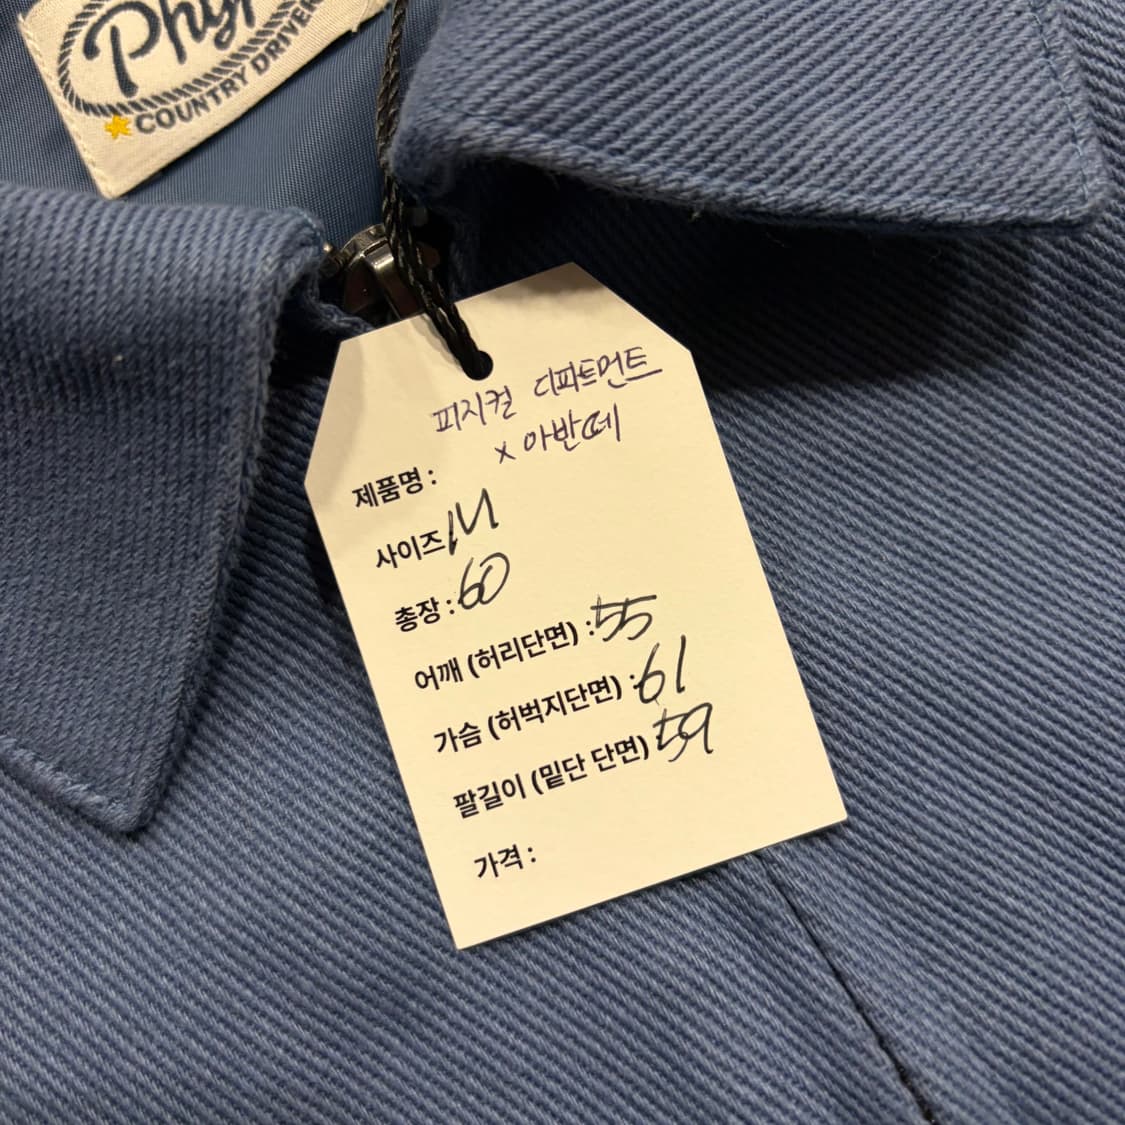 COUNTRY DRIVER
피지컬 디파트먼트
x 아반떼
제품명 :
사이즈 M
총장 : 60
어깨 (허리단면) : 55
가슴 (허벅지단면) : 61
팔길이 (밑단 단면) 59
가격 :